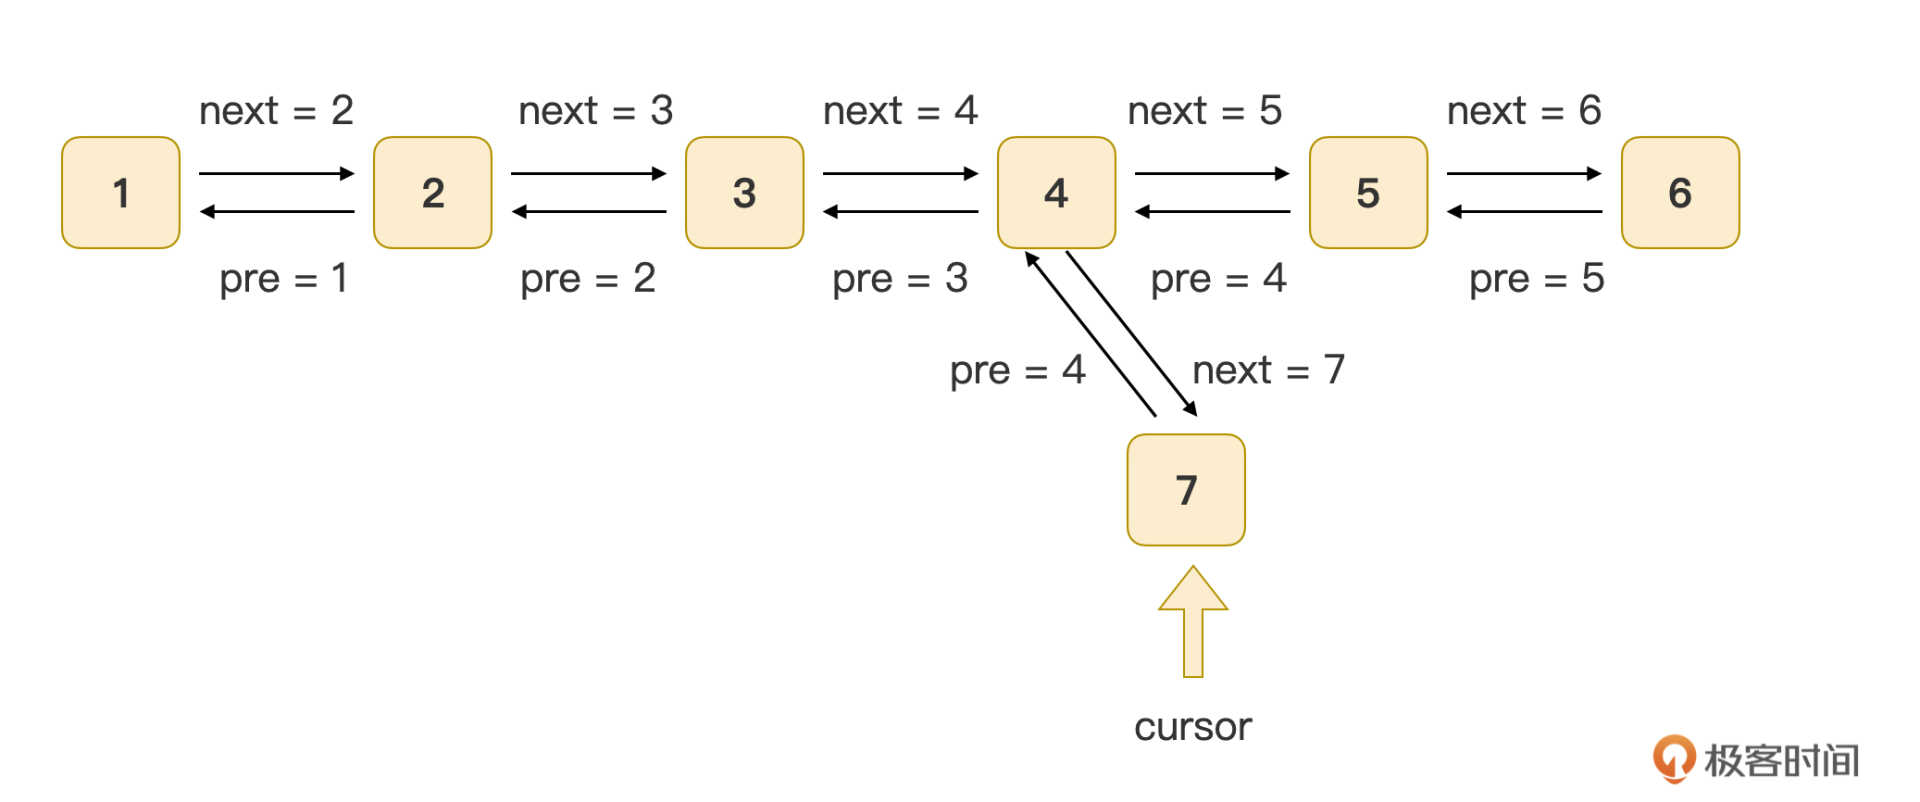 next = 2 next = 3 next = 4 next = 5 next = 6
1 2 3 4 5 6
pre = 1 pre = 2 pre = 3 pre = 4 pre = 5
pre = 4 next = 7
7
cursor
极客时间